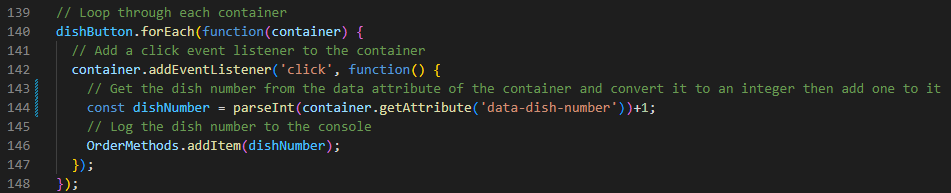 139 // Loop through each container
140 dishButton.forEach(function(container) {
141   // Add a click event listener to the container
142   container.addEventListener('click', function() {
143     // Get the dish number from the data attribute of the container and convert it to an integer then add one to it
144     const dishNumber = parseInt(container.getAttribute('data-dish-number'))+1;
145     // Log the dish number to the console
146     OrderMethods.addItem(dishNumber);
147   });
148 });